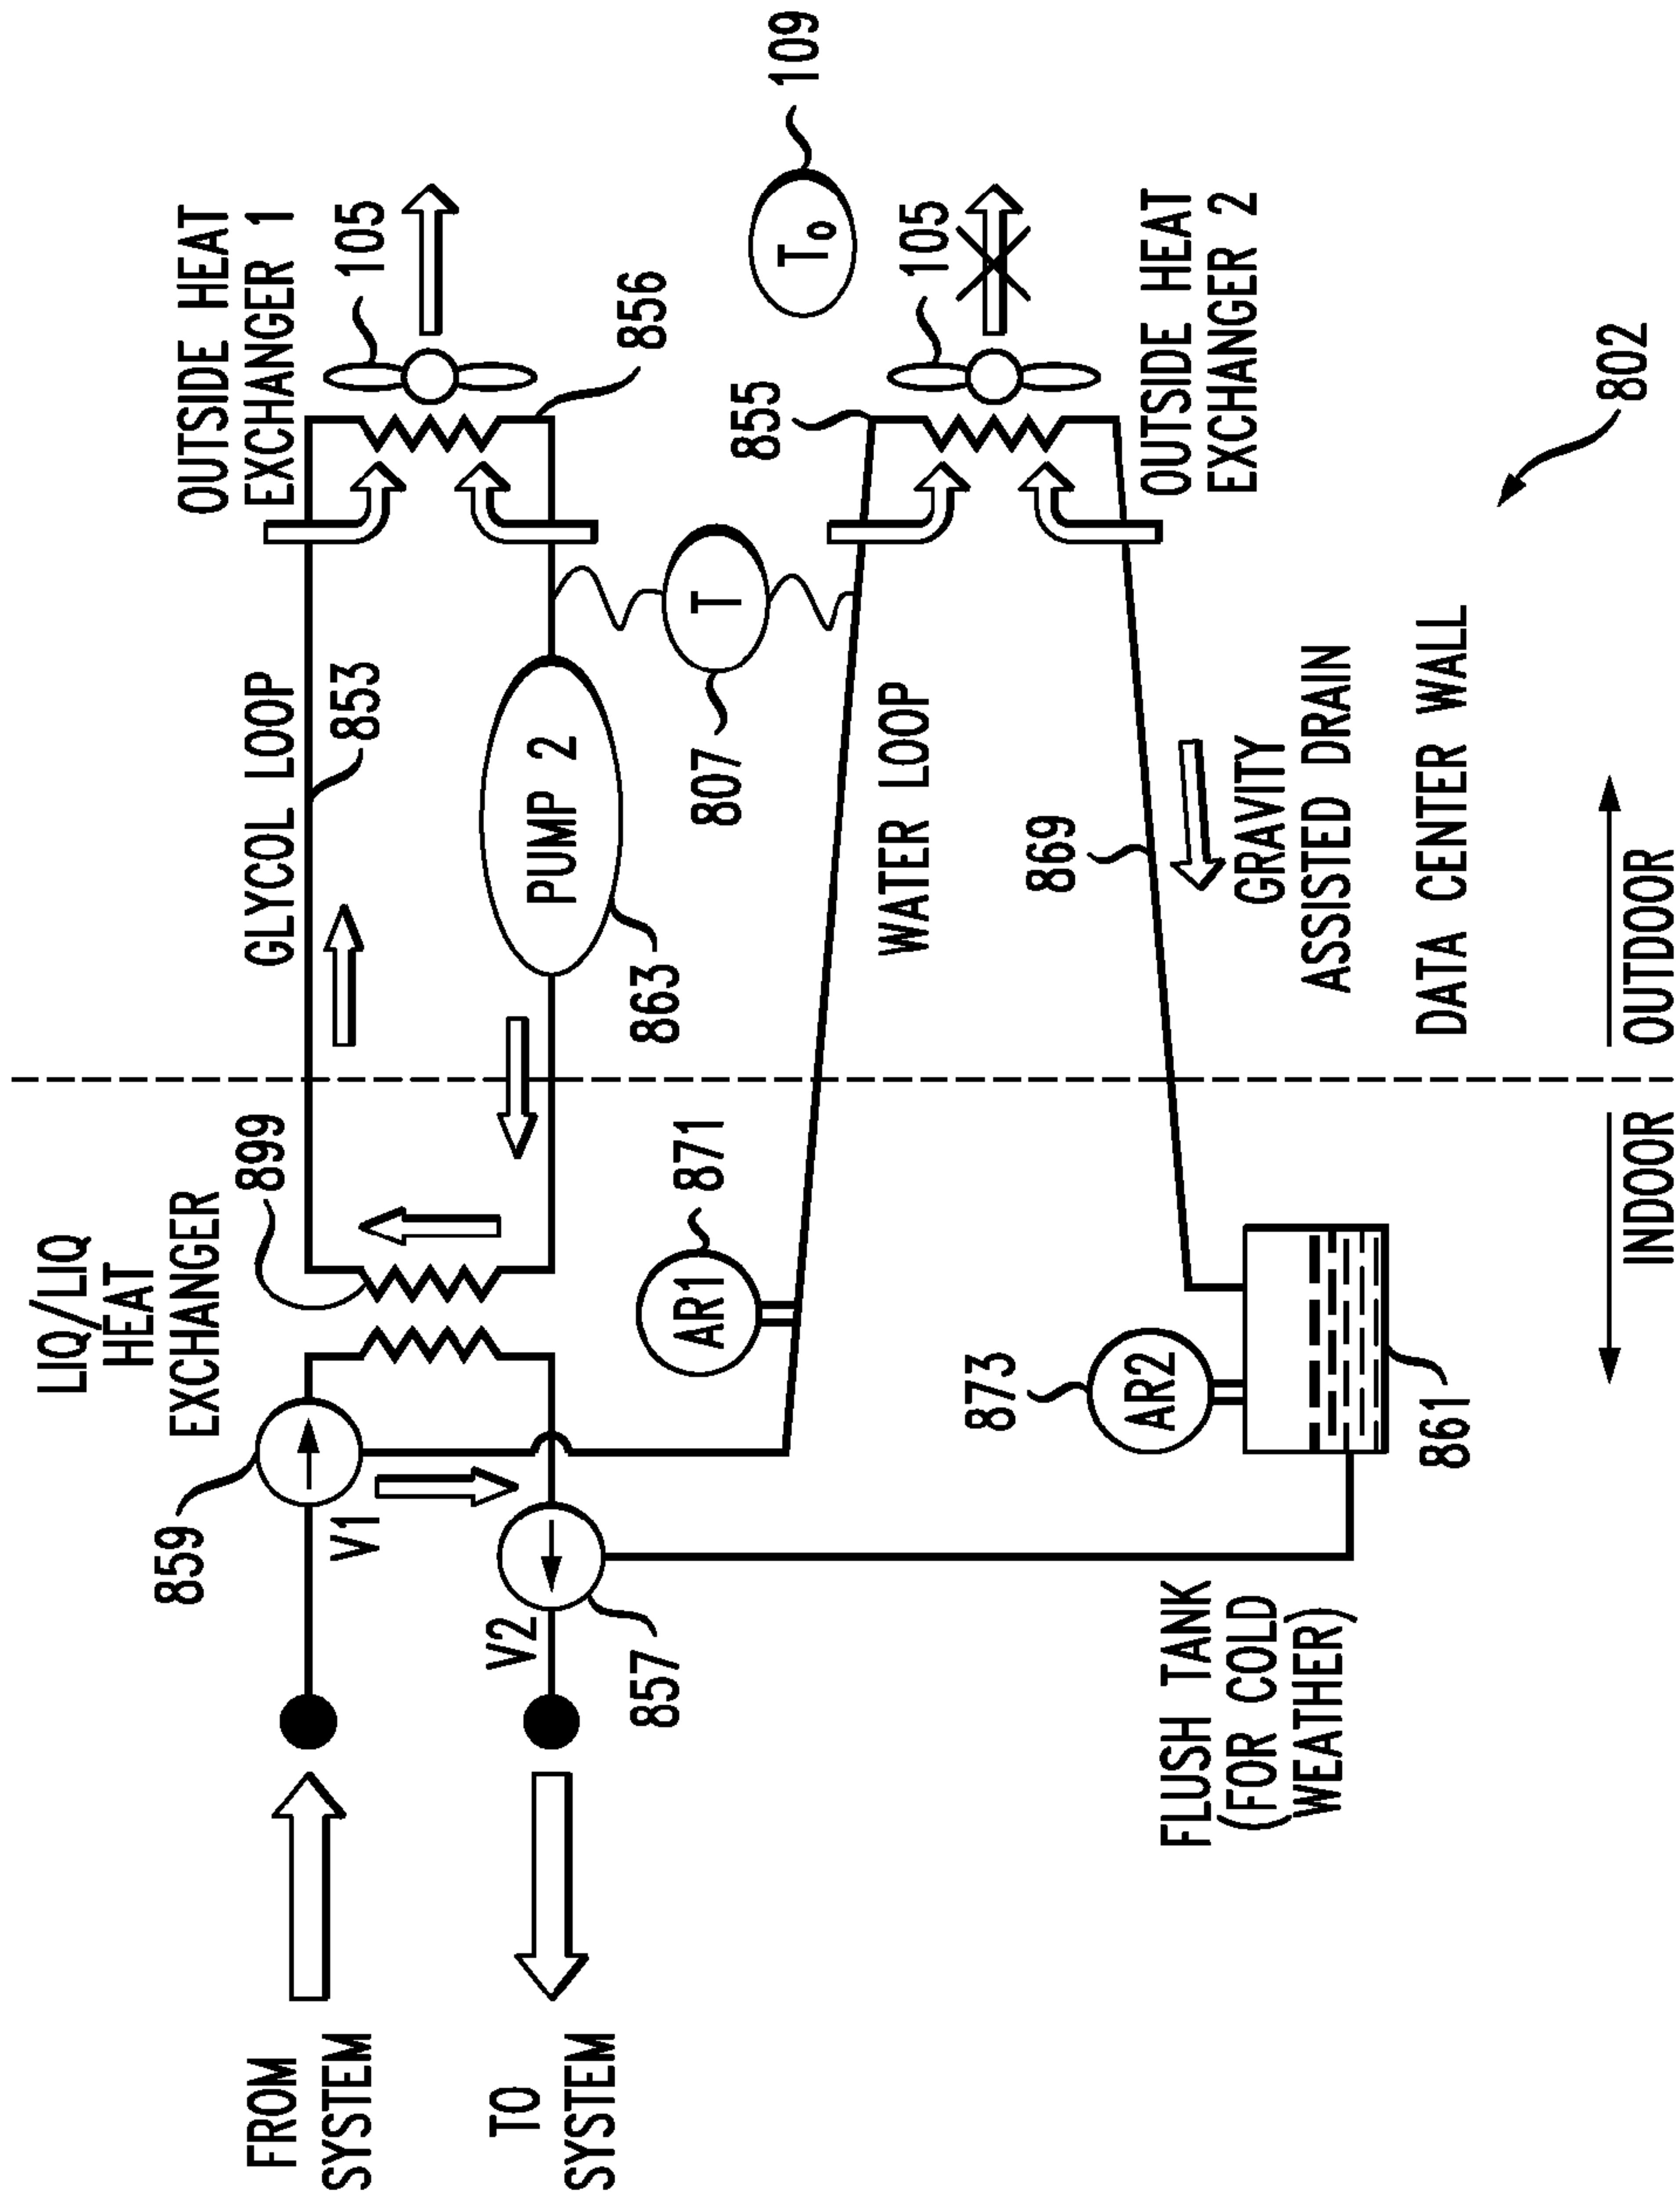 OUTSIDE HEAT
EXCHANGER 1
105
856
109
T₀
105
855
OUTSIDE HEAT
EXCHANGER 2
802
GLYCOL LOOP
853
PUMP 2
863
T
807
WATER LOOP
869
GRAVITY
ASSISTED DRAIN
DATA CENTER WALL
OUTDOOR
INDOOR
LIQ/LIQ
HEAT
EXCHANGER
899
859
V1
AR1
871
873
AR2
861
V2
857
FLUSH TANK
(FOR COLD
WEATHER)
FROM
SYSTEM
TO
SYSTEM